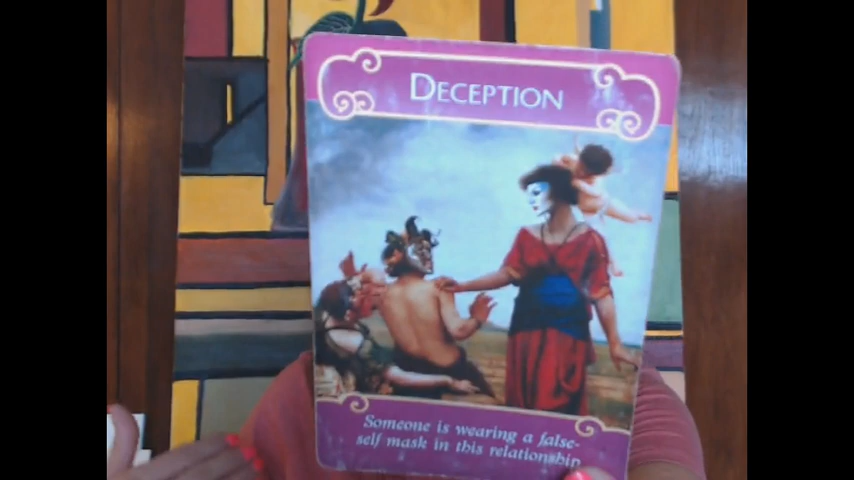 DECEPTION
Someone is wearing a false-
self mask in this relationship